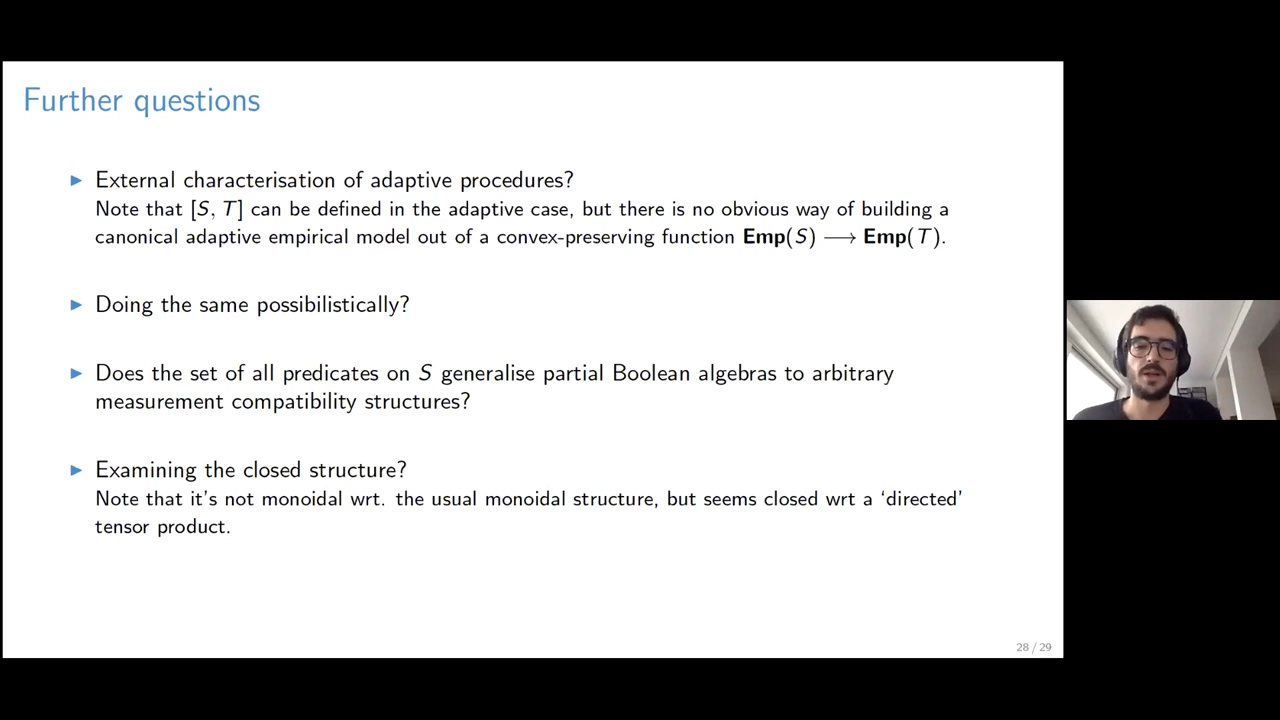 Further questions
▶ External characterisation of adaptive procedures?
Note that [S, T] can be defined in the adaptive case, but there is no obvious way of building a
canonical adaptive empirical model out of a convex-preserving function Emp(S) ⟶ Emp(T).
▶ Doing the same possibilistically?
▶ Does the set of all predicates on S generalise partial Boolean algebras to arbitrary
measurement compatibility structures?
▶ Examining the closed structure?
Note that it's not monoidal wrt. the usual monoidal structure, but seems closed wrt a ‘directed’
tensor product.
28 / 29